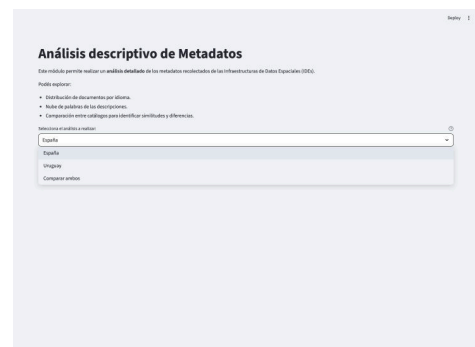 Deploy
Análisis descriptivo de Metadatos
Este módulo permite realizar un análisis detallado de los metadatos recolectados de las Infraestructuras de Datos Espaciales (IDEs).
Podés explorar:
• Distribución de documentos por idioma.
• Nube de palabras de las descripciones.
• Comparación entre catálogos para identificar similitudes y diferencias.
Selecciona el análisis a realizar:
España
España
Uruguay
Comparar ambos